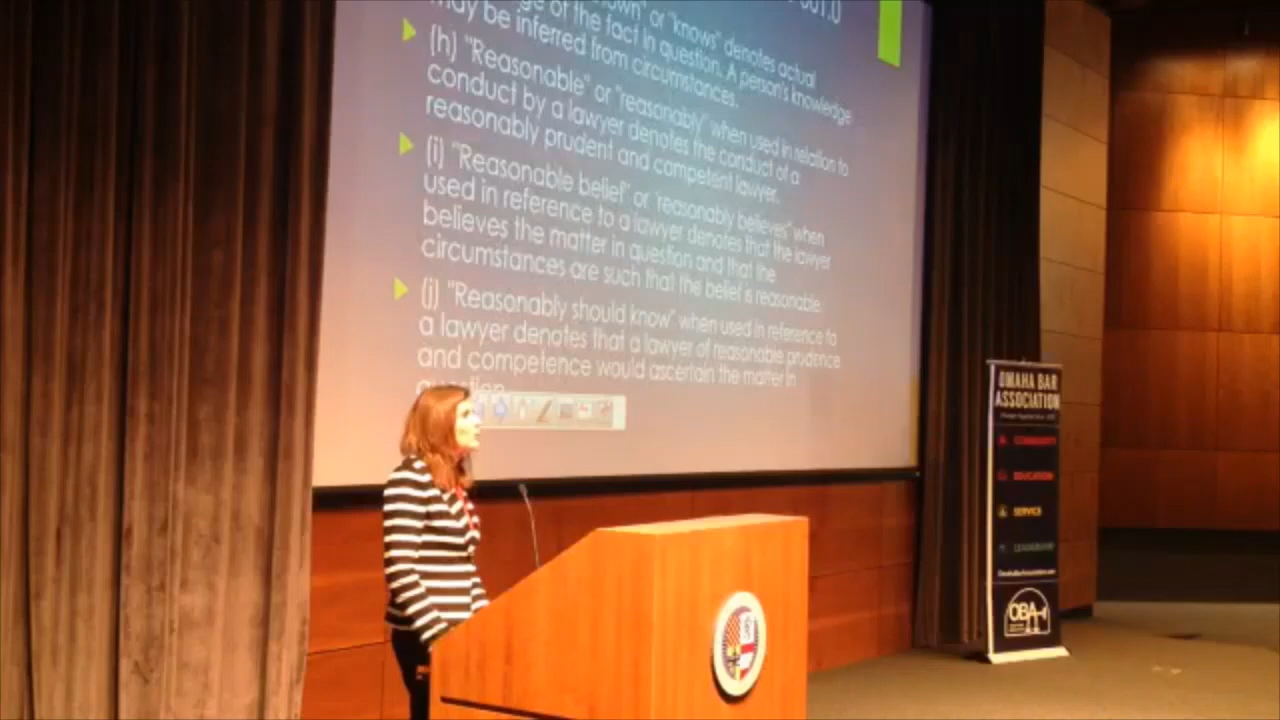 own" or "knows" denotes actual
ge of the fact in question. A person's knowledge
may be inferred from circumstances.
(h) "Reasonable" or "reasonably" when used in relation to
conduct by a lawyer denotes the conduct of a
reasonably prudent and competent lawyer.
(i) "Reasonable belief" or "reasonably believes" when
used in reference to a lawyer denotes that the lawyer
believes the matter in question and that the
circumstances are such that the belief is reasonable.
(j) "Reasonably should know" when used in reference to
a lawyer denotes that a lawyer of reasonable prudence
and competence would ascertain the matter in
OMAHA BAR
ASSOCIATION
COMMUNITY
EDUCATION
SERVICE
LEADERSHIP
OmahaBarAssociation.com
OBA